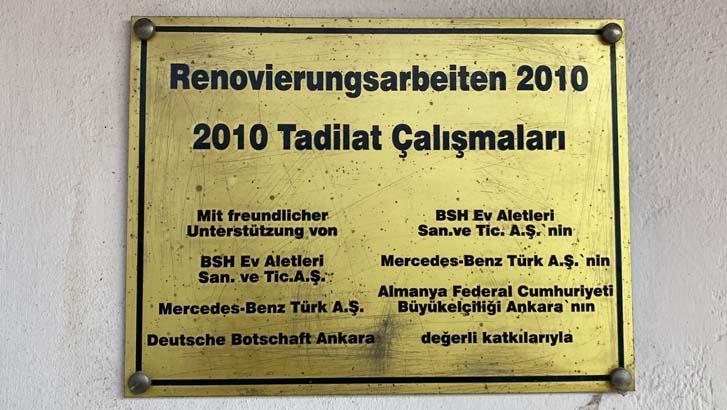 Renovierungsarbeiten 2010
2010 Tadilat Çalışmaları
Mit freundlicher
Unterstützung von
BSH Ev Aletleri
San. ve Tic.A.Ş.
Mercedes-Benz Türk A.Ş.
Deutsche Botschaft Ankara
BSH Ev Aletleri
San.ve Tic. A.Ş.`nin
Mercedes-Benz Türk A.Ş.`nin
Almanya Federal Cumhuriyeti
Büyükelçiliği Ankara`nın
değerli katkılarıyla